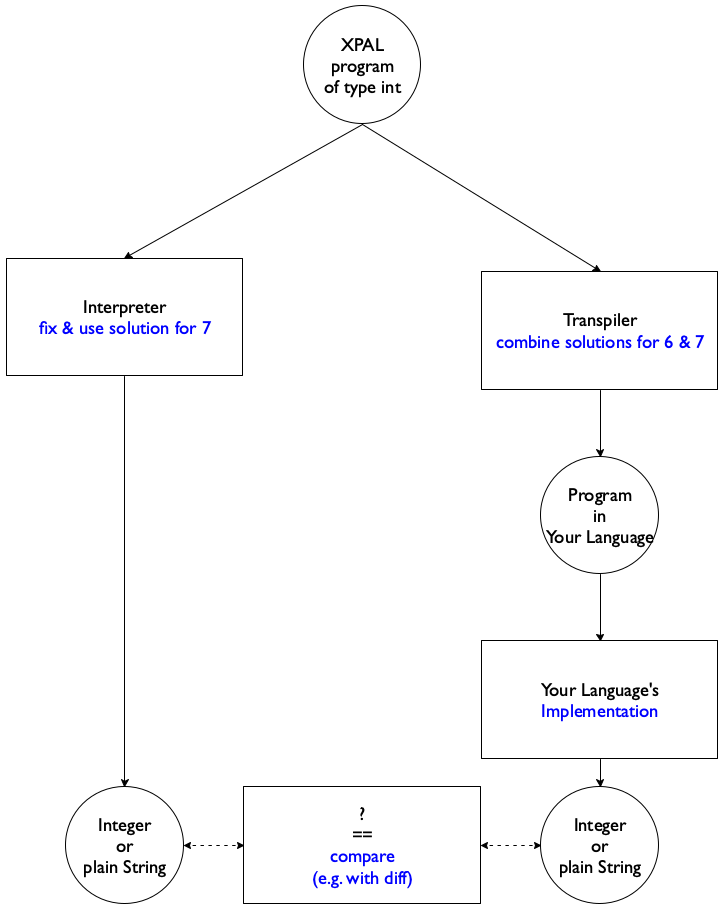 XPAL
program
of type int
Interpreter
fix & use solution for 7
Transpiler
combine solutions for 6 & 7
Program
in
Your Language
Your Language's
Implementation
Integer
or
plain String
?
==
compare
(e.g. with diff)
Integer
or
plain String